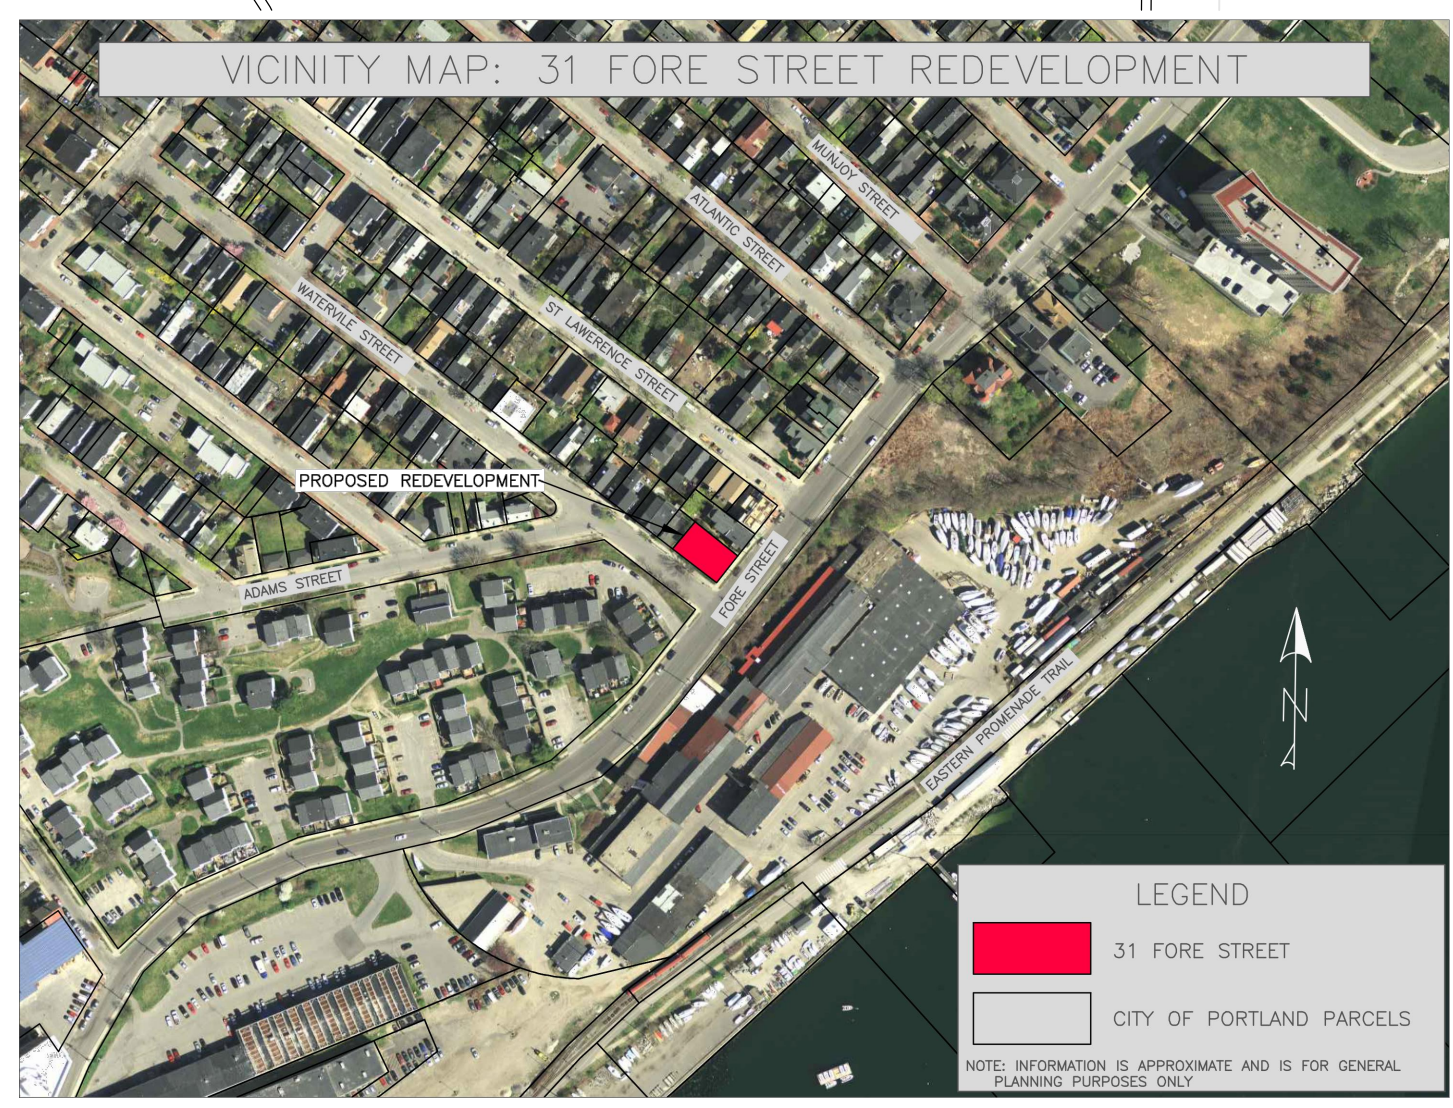 VICINITY MAP: 31 FORE STREET REDEVELOPMENT
MUNJOY STREET
ATLANTIC STREET
WATERVILE STREET
ST LAWERENCE STREET
PROPOSED REDEVELOPMENT
ADAMS STREET
FORE STREET
EASTERN PROMENADE TRAIL
N
LEGEND
31 FORE STREET
CITY OF PORTLAND PARCELS
NOTE: INFORMATION IS APPROXIMATE AND IS FOR GENERAL
PLANNING PURPOSES ONLY